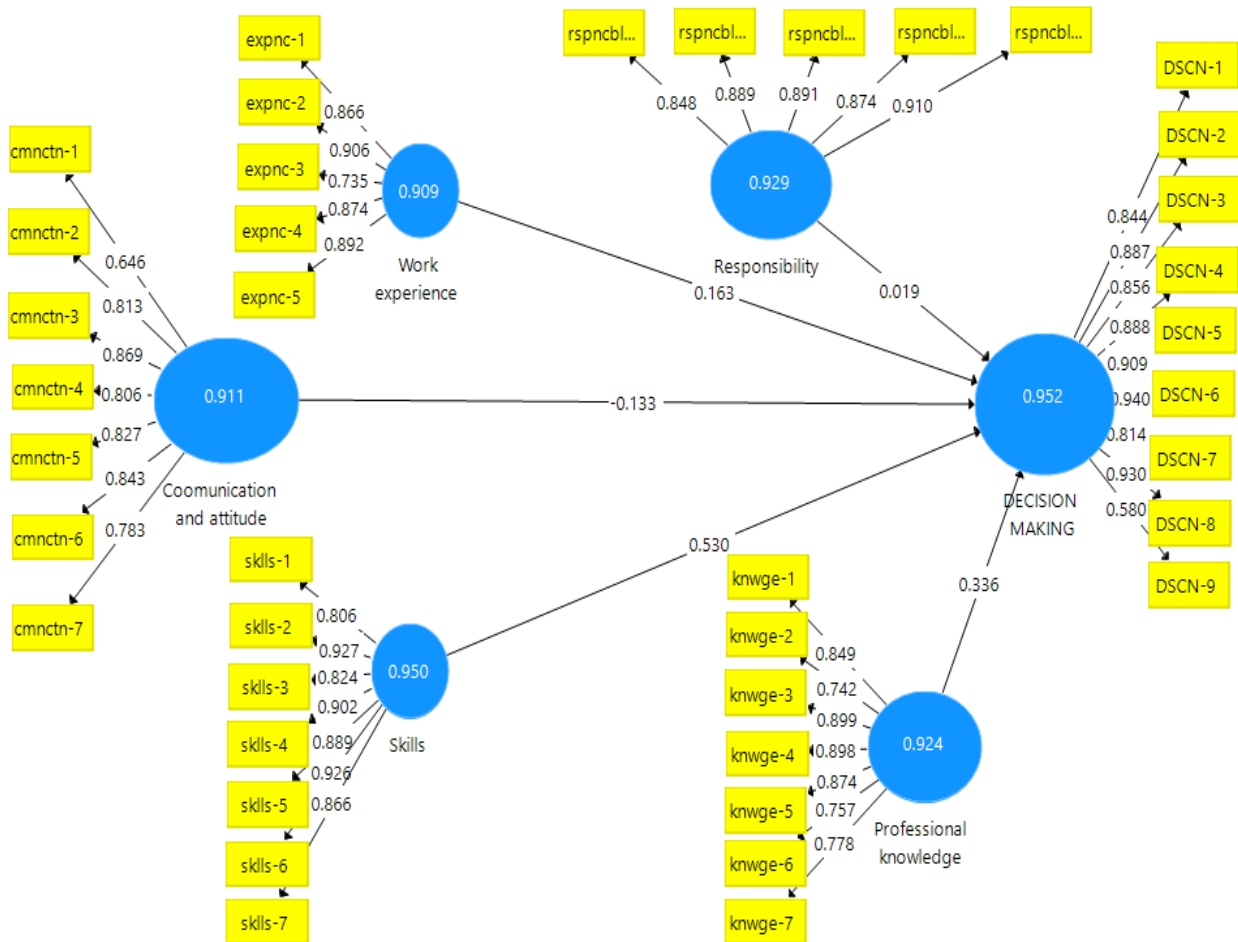 expnc-1
expnc-2
expnc-3
expnc-4
expnc-5
0.866
0.906
0.735
0.874
0.892
0.909
Work
experience
rspncbl...
rspncbl...
rspncbl...
rspncbl...
rspncbl...
0.848
0.889
0.891
0.874
0.910
0.929
Responsibility
cmnctn-1
cmnctn-2
cmnctn-3
cmnctn-4
cmnctn-5
cmnctn-6
cmnctn-7
0.646
0.813
0.869
0.806
0.827
0.843
0.783
0.911
Coomunication
and attitude
0.163
0.019
-0.133
0.530
0.336
DSCN-1
DSCN-2
DSCN-3
DSCN-4
DSCN-5
DSCN-6
DSCN-7
DSCN-8
DSCN-9
0.844
0.887
0.856
0.888
0.909
0.940
0.814
0.930
0.580
0.952
DECISION
MAKING
sklls-1
sklls-2
sklls-3
sklls-4
sklls-5
sklls-6
sklls-7
0.806
0.927
0.824
0.902
0.889
0.926
0.866
0.950
Skills
knwge-1
knwge-2
knwge-3
knwge-4
knwge-5
knwge-6
knwge-7
0.849
0.742
0.899
0.898
0.874
0.757
0.778
0.924
Professional
knowledge